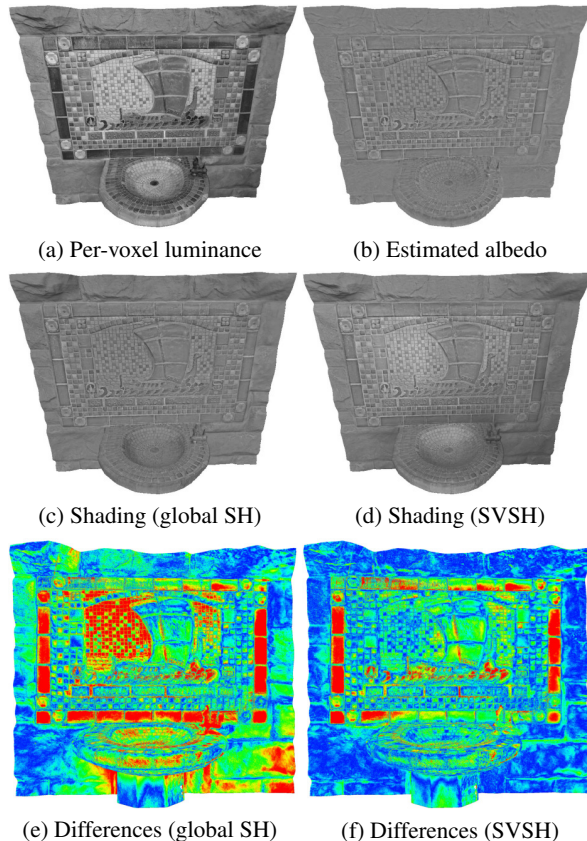 (a) Per-voxel luminance
(b) Estimated albedo
(c) Shading (global SH)
(d) Shading (SVSH)
(e) Differences (global SH)
(f) Differences (SVSH)